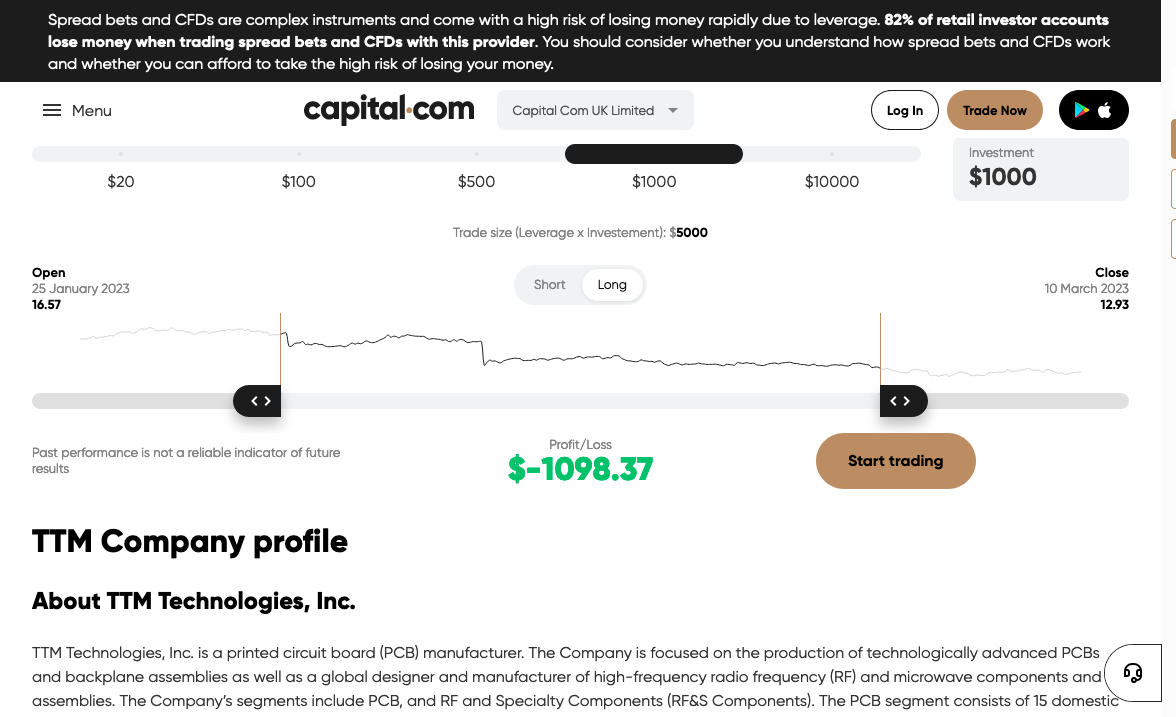 Spread bets and CFDs are complex instruments and come with a high risk of losing money rapidly due to leverage. 82% of retail investor accounts
lose money when trading spread bets and CFDs with this provider. You should consider whether you understand how spread bets and CFDs work
and whether you can afford to take the high risk of losing your money.
Menu
capital.com
Capital Com UK Limited
Log In
Trade Now
Investment
$1000
$20
$100
$500
$1000
$10000
Trade size (Leverage x Investement): $5000
Open
25 January 2023
16.57
Short
Long
Close
10 March 2023
12.93
Past performance is not a reliable indicator of future
results
Profit/Loss
$-1098.37
Start trading
TTM Company profile
About TTM Technologies, Inc.
TTM Technologies, Inc. is a printed circuit board (PCB) manufacturer. The Company is focused on the production of technologically advanced PCBs
and backplane assemblies as well as a global designer and manufacturer of high-frequency radio frequency (RF) and microwave components and
assemblies. The Company's segments include PCB, and RF and Specialty Components (RF&S Components). The PCB segment consists of 15 domestic